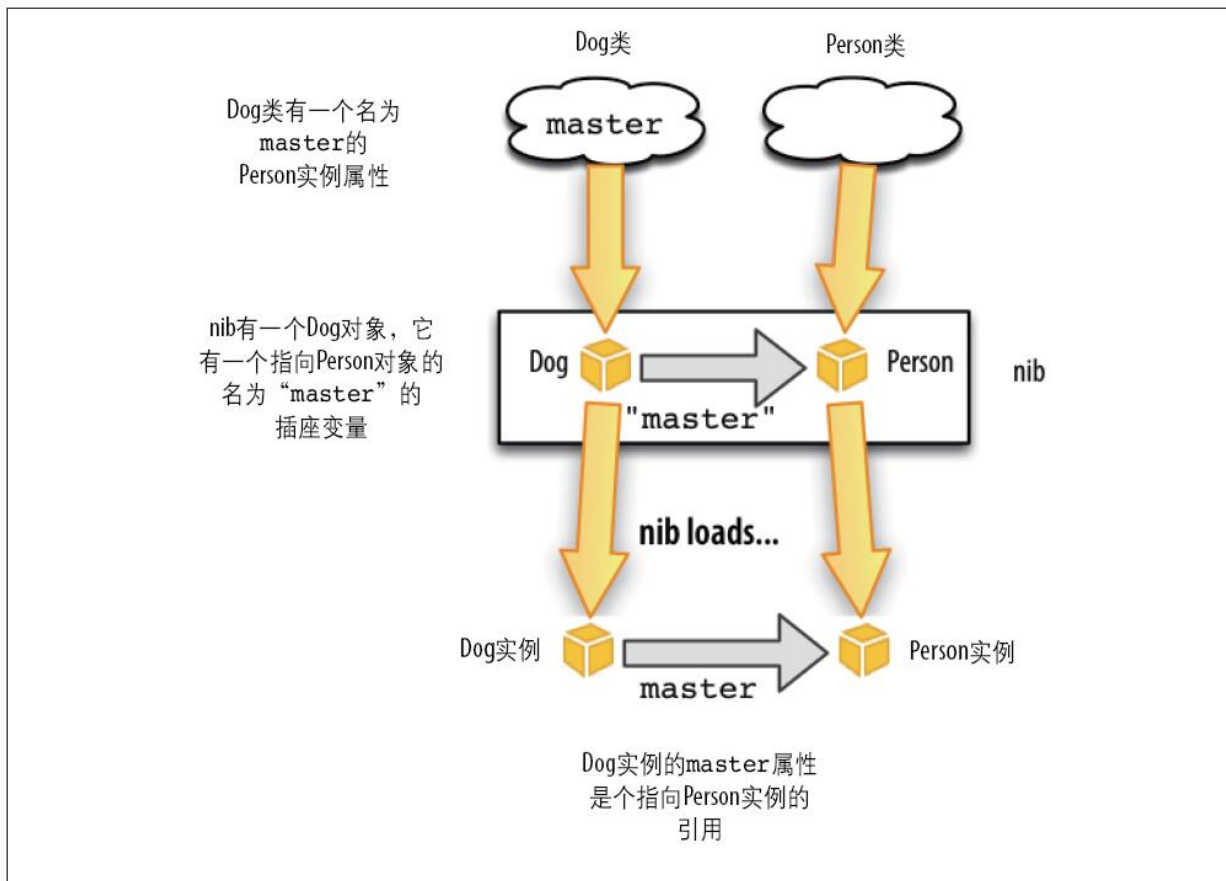 Dog类
Person类
Dog类有一个名为
master的
Person实例属性
master
nib有一个Dog对象，它
有一个指向Person对象的
名为“master”的
插座变量
Dog
Person
nib
"master"
nib loads...
Dog实例
Person实例
master
Dog实例的master属性
是个指向Person实例的
引用